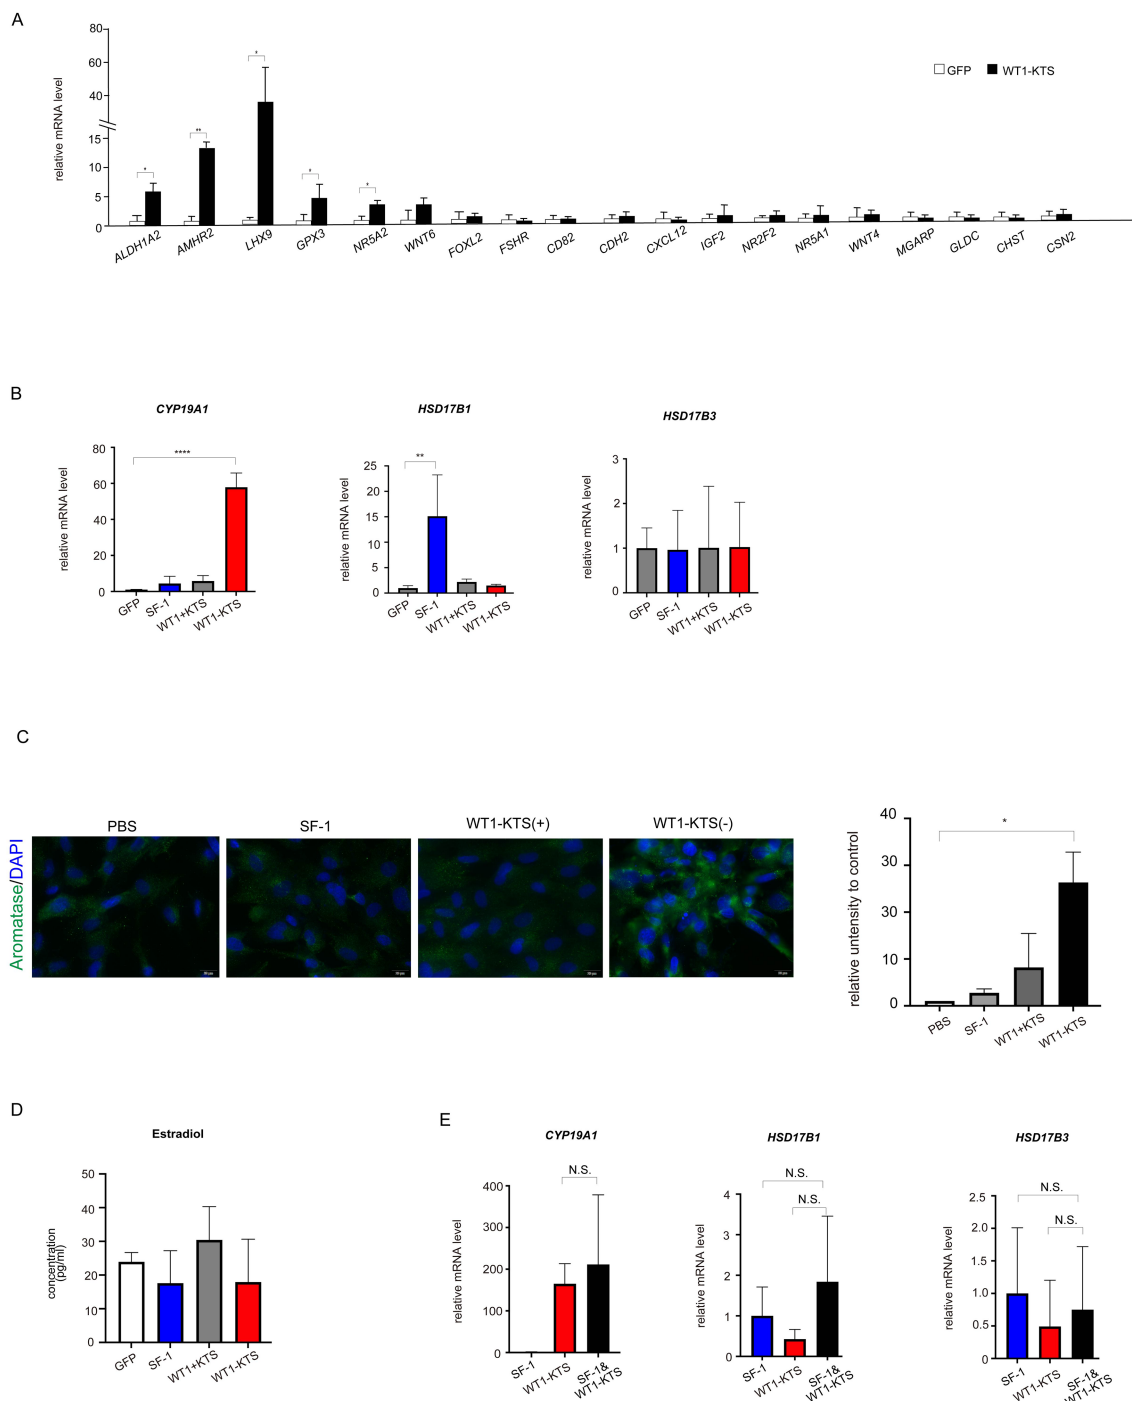 A
80
60
40
15
10
5
0
relative mRNA level
GFP
WT1-KTS
*
**
*
*
*
ALDH1A2
AMHR2
LHX9
GPX3
NR5A2
WNT6
FOXL2
FSHR
CD82
CDH2
CXCL12
IGF2
NR2F2
NR5A1
WNT4
MGARP
GLDC
CHST
CSN2
B
CYP19A1
80
60
40
20
0
relative mRNA level
****
GFP
SF-1
WT1+KTS
WT1-KTS
HSD17B1
25
20
15
10
5
0
relative mRNA level
**
GFP
SF-1
WT1+KTS
WT1-KTS
HSD17B3
3
2
1
0
relative mRNA level
GFP
SF-1
WT1+KTS
WT1-KTS
C
Aromatase/DAPI
PBS
SF-1
WT1-KTS(+)
WT1-KTS(-)
40
30
30
10
0
relative untensity to control
*
PBS
SF-1
WT1+KTS
WT1-KTS
D
Estradiol
50
40
30
20
10
0
concentration
(pg/ml)
GFP
SF-1
WT1+KTS
WT1-KTS
E
CYP19A1
400
300
200
100
0
relative mRNA level
N.S.
SF-1
WT1-KTS
SF-1&
WT1-KTS
HSD17B1
4
3
2
1
0
relative mRNA level
N.S.
N.S.
SF-1
WT1-KTS
SF-1&
WT1-KTS
HSD17B3
2.5
2.0
1.0
0.5
0.0
relative mRNA level
N.S.
N.S.
SF-1
WT1-KTS
SF-1&
WT1-KTS